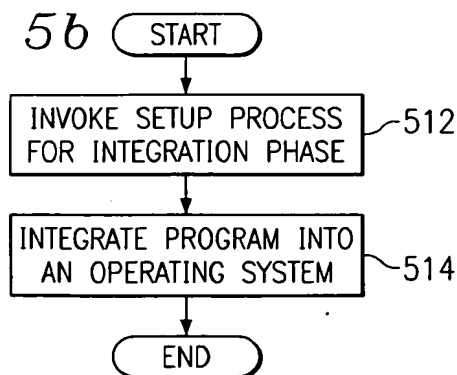 5b
START
INVOKE SETUP PROCESS
FOR INTEGRATION PHASE
512
INTEGRATE PROGRAM INTO
AN OPERATING SYSTEM
514
END